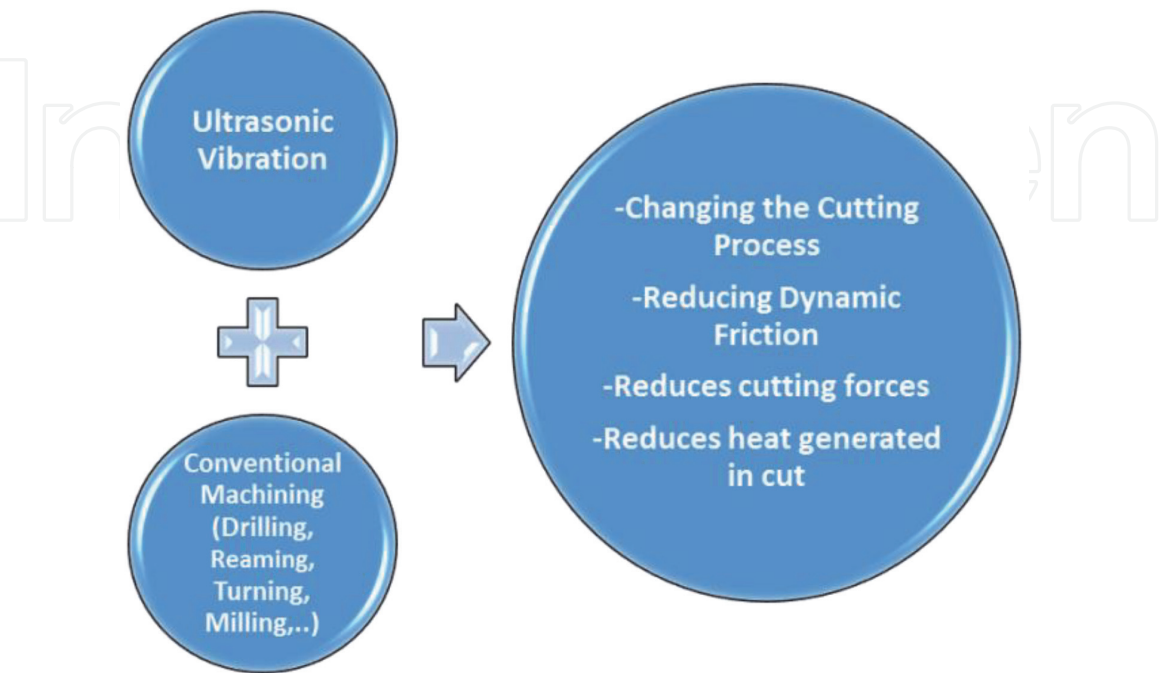 Ultrasonic
Vibration
Conventional
Machining
(Drilling,
Reaming,
Turning,
Milling,..)
-Changing the Cutting
Process
-Reducing Dynamic
Friction
-Reduces cutting forces
-Reduces heat generated
in cut